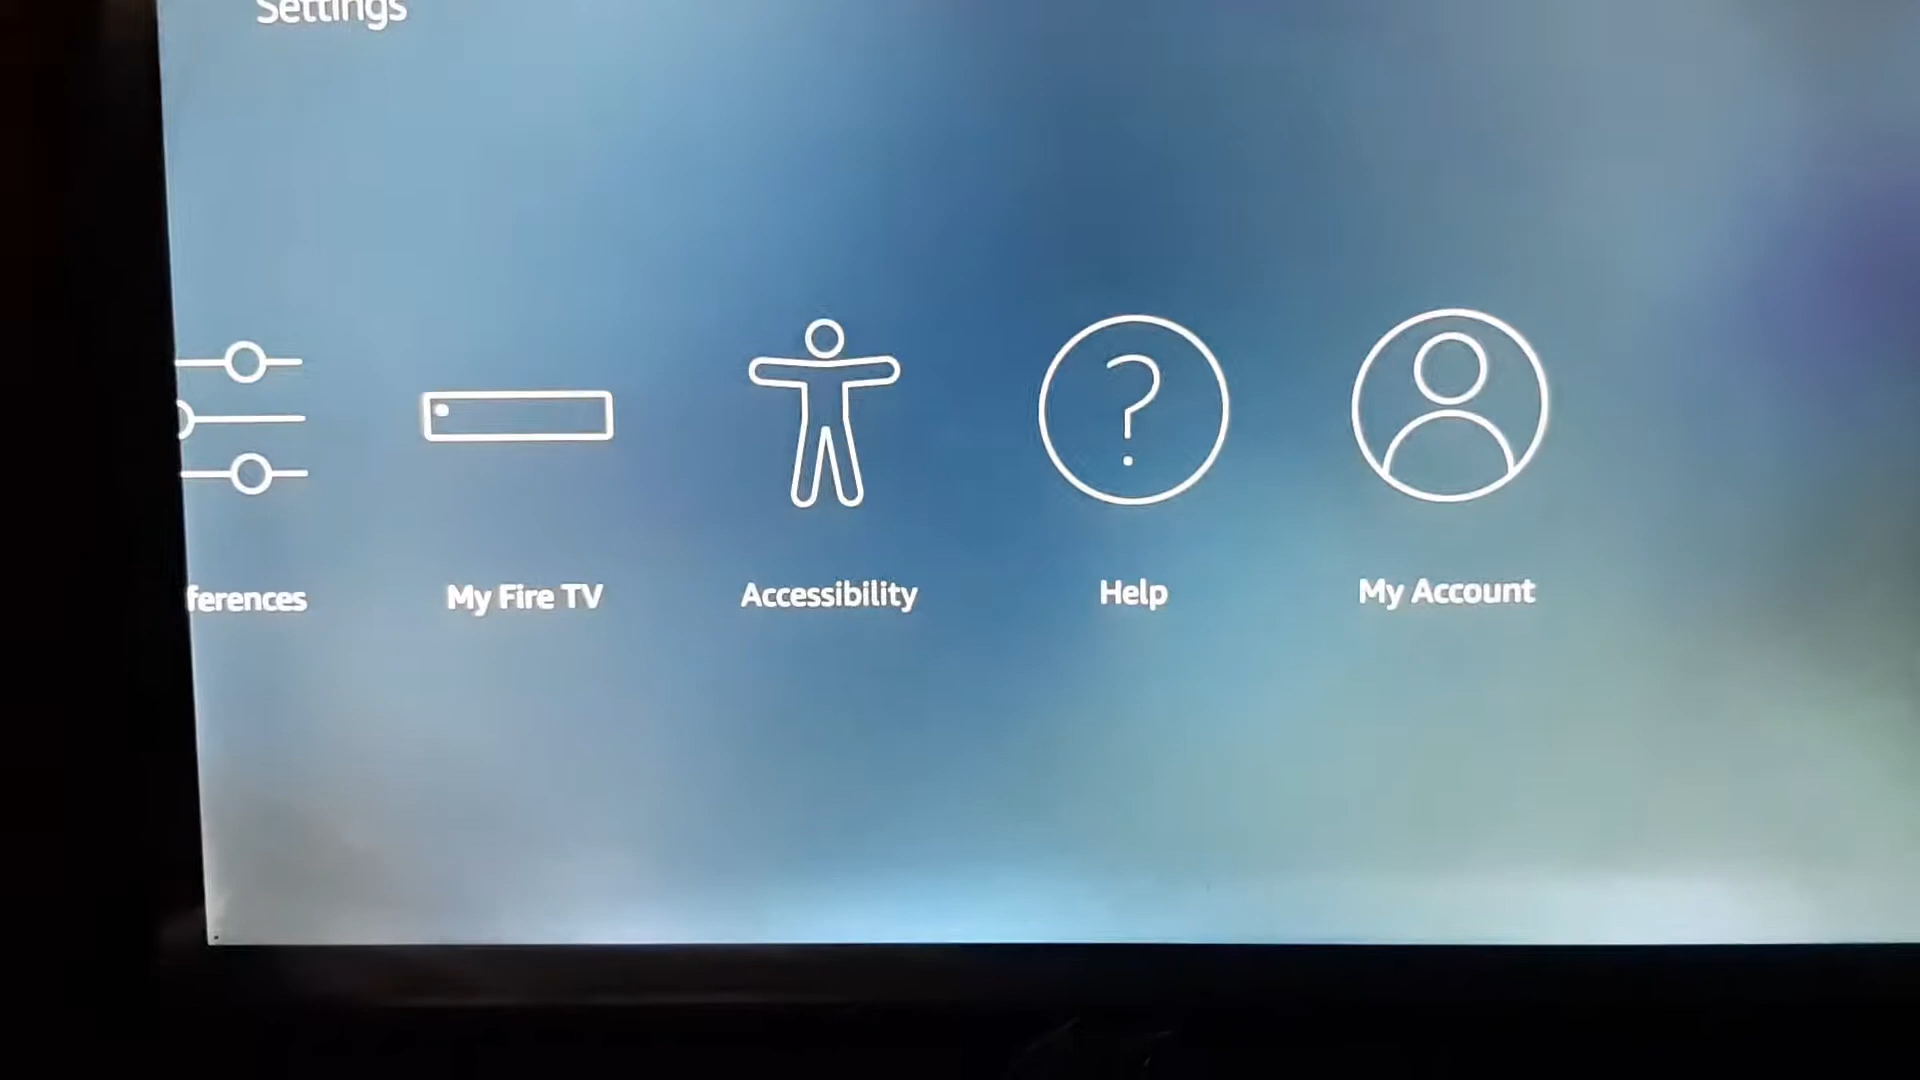 Settings
ferences
My Fire TV
Accessibility
Help
My Account